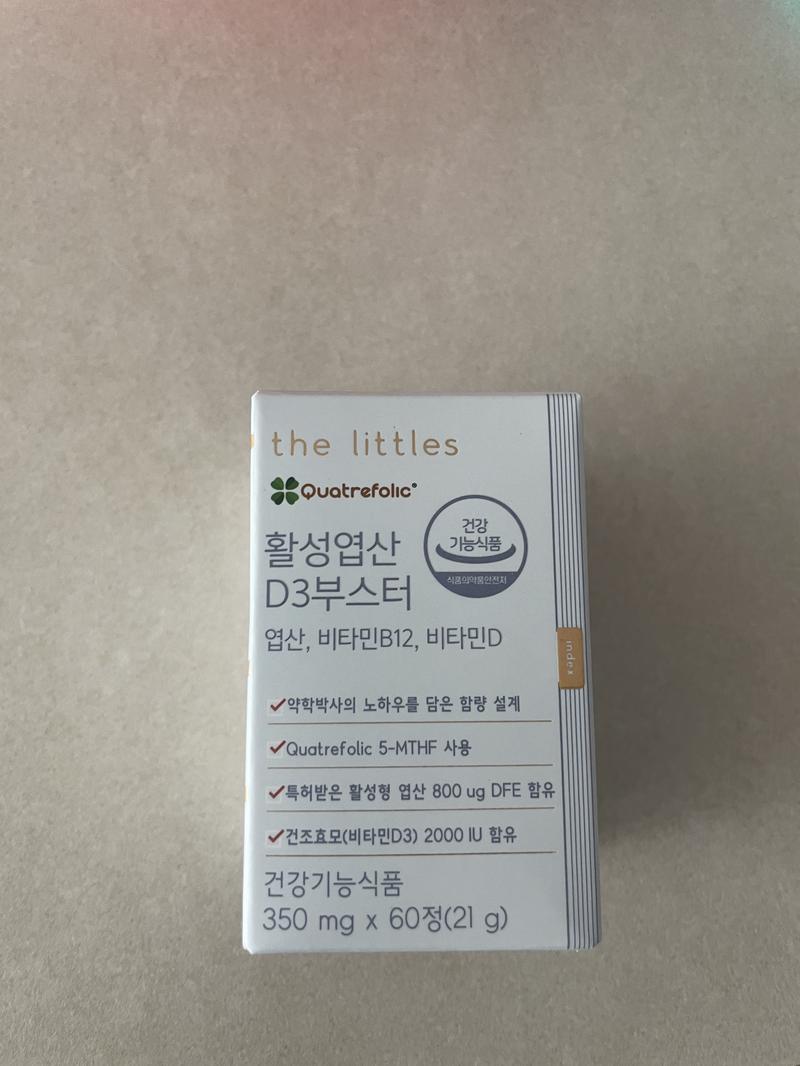 the littles
Quatrefolic®
활성엽산
D3부스터
건강
기능식품
식품의약품안전처
엽산, 비타민B12, 비타민D
index
약학박사의 노하우를 담은 함량 설계
Quatrefolic 5-MTHF 사용
특허받은 활성형 엽산 800 ug DFE 함유
건조효모(비타민D3) 2000 IU 함유
건강기능식품
350 mg x 60정(21 g)